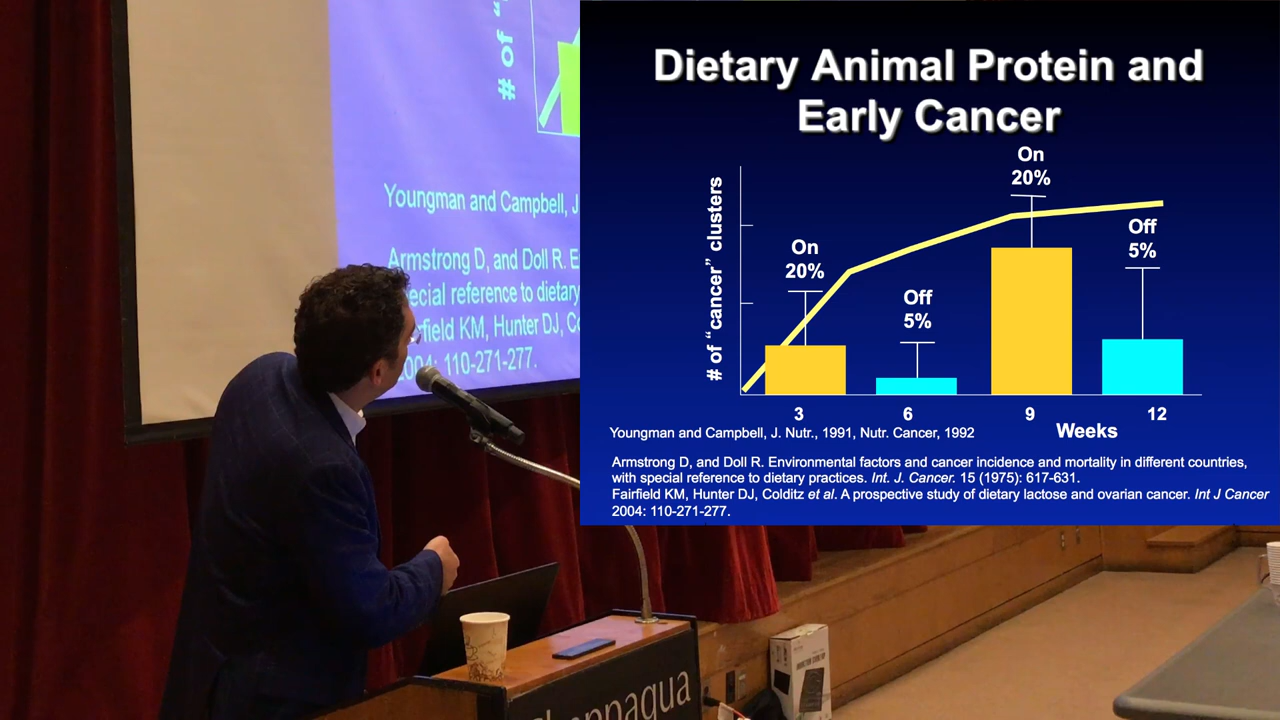 # of "
Youngman and Campbell, J
Armstrong D, and Doll R. E
ecial reference to dietary
rfield KM, Hunter DJ, Co
2004: 110-271-277.
Chappaqua
Dietary Animal Protein and
Early Cancer
# of "cancer" clusters
On
20%
Off
5%
On
20%
Off
5%
3
6
9
12
Weeks
Youngman and Campbell, J. Nutr., 1991, Nutr. Cancer, 1992
Armstrong D, and Doll R. Environmental factors and cancer incidence and mortality in different countries,
with special reference to dietary practices. Int. J. Cancer. 15 (1975): 617-631.
Fairfield KM, Hunter DJ, Colditz et al. A prospective study of dietary lactose and ovarian cancer. Int J Cancer
2004: 110-271-277.